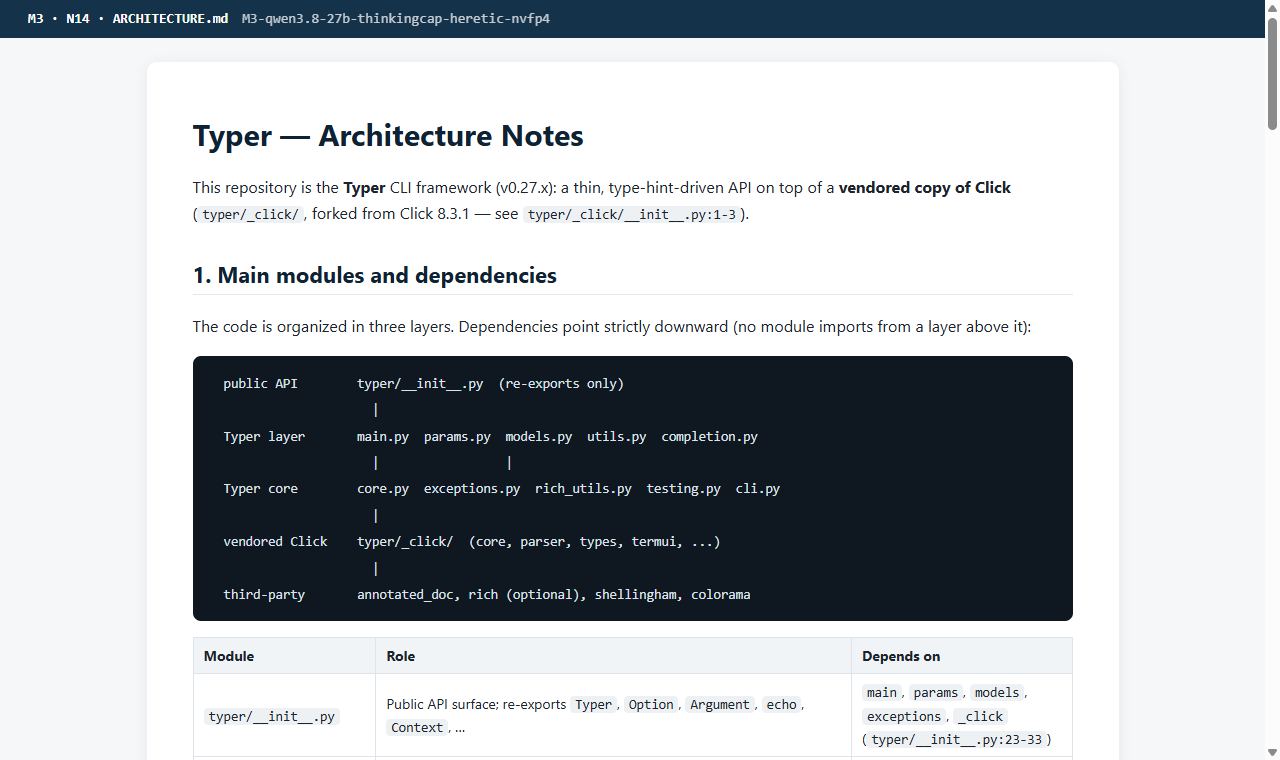 M3 • N14 • ARCHITECTURE.md M3-qwen3.8-27b-thinkingcap-heretic-nvfp4
Typer — Architecture Notes
This repository is the Typer CLI framework (v0.27.x): a thin, type-hint-driven API on top of a vendored copy of Click
( typer/_click/ , forked from Click 8.3.1 — see typer/_click/__init__.py:1-3 ).
1. Main modules and dependencies
The code is organized in three layers. Dependencies point strictly downward (no module imports from a layer above it):
public API typer/__init__.py (re-exports only)
|
Typer layer main.py params.py models.py utils.py completion.py
| |
Typer core core.py exceptions.py rich_utils.py testing.py cli.py
|
vendored Click typer/_click/ (core, parser, types, termui, ...)
|
third-party annotated_doc, rich (optional), shellingham, colorama
Module Role Depends on
typer/__init__.py
Public API surface; re-exports Typer , Option , Argument , echo ,
Context , …
main , params , models ,
exceptions , _click
( typer/__init__.py:23-33 )